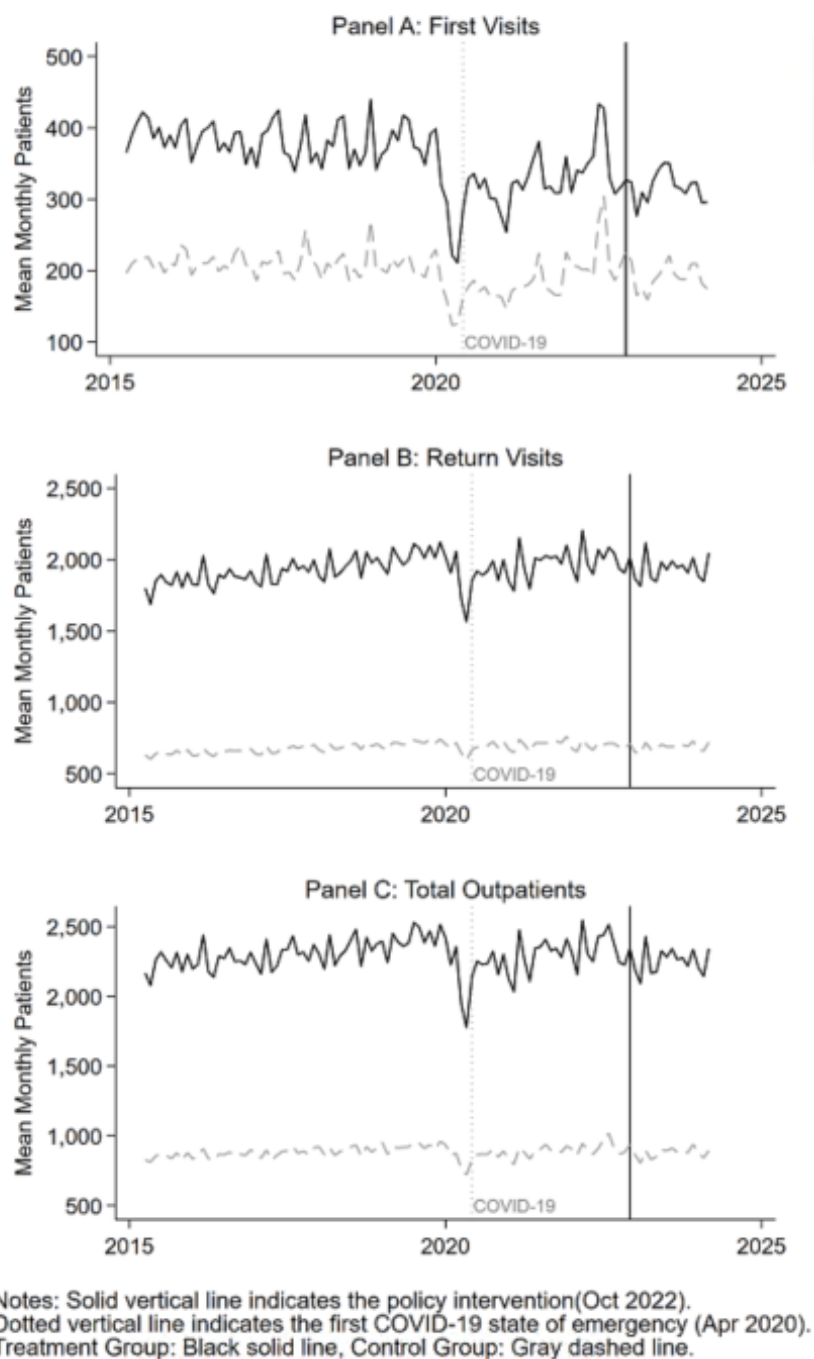 Panel A: First Visits
500
400
300
200
100
Mean Monthly Patients
COVID-19
2015
2020
2025
Panel B: Return Visits
2,500
2,000
1,500
1,000
500
Mean Monthly Patients
COVID-19
2015
2020
2025
Panel C: Total Outpatients
2,500
2,000
1,500
1,000
500
Mean Monthly Patients
COVID-19
2015
2020
2025
Notes: Solid vertical line indicates the policy intervention(Oct 2022).
Dotted vertical line indicates the first COVID-19 state of emergency (Apr 2020).
Treatment Group: Black solid line, Control Group: Gray dashed line.